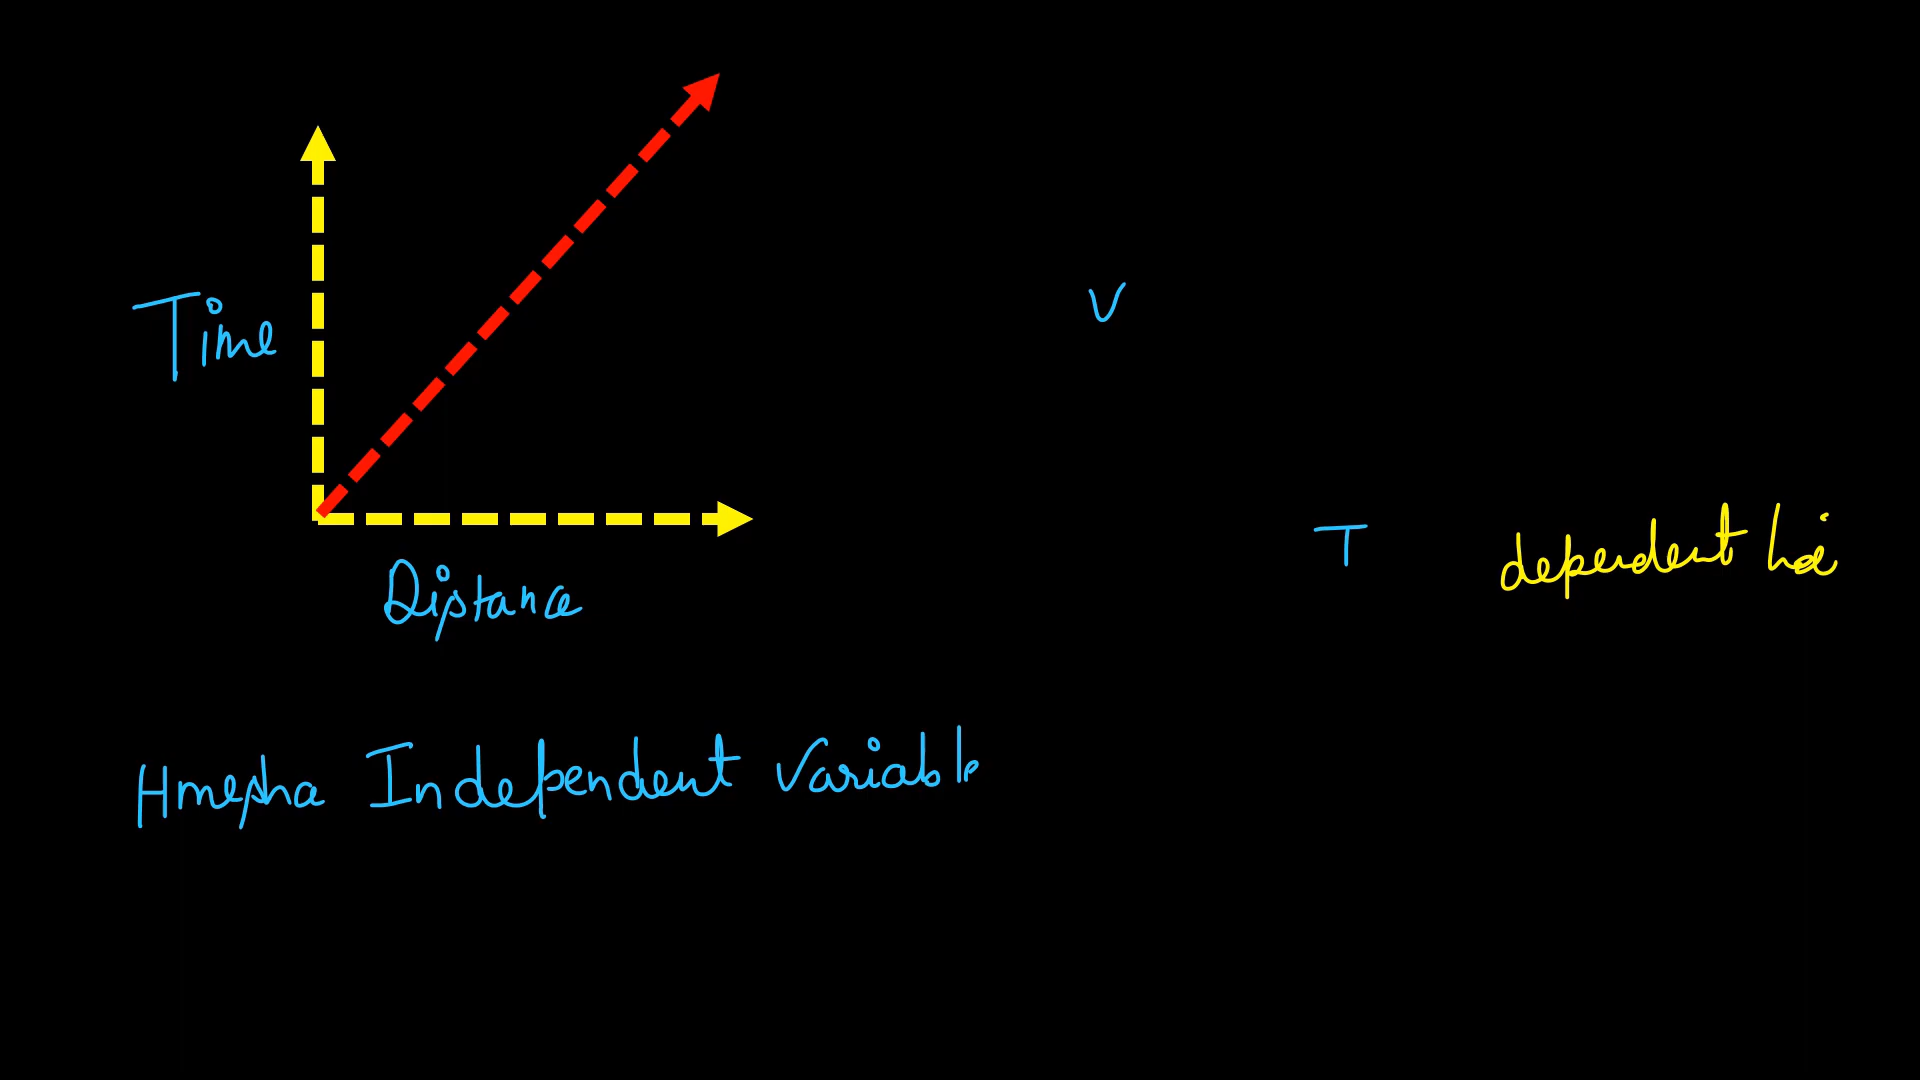 Time
V
T
dependent hai
Distance
Hmesha Independent Variable